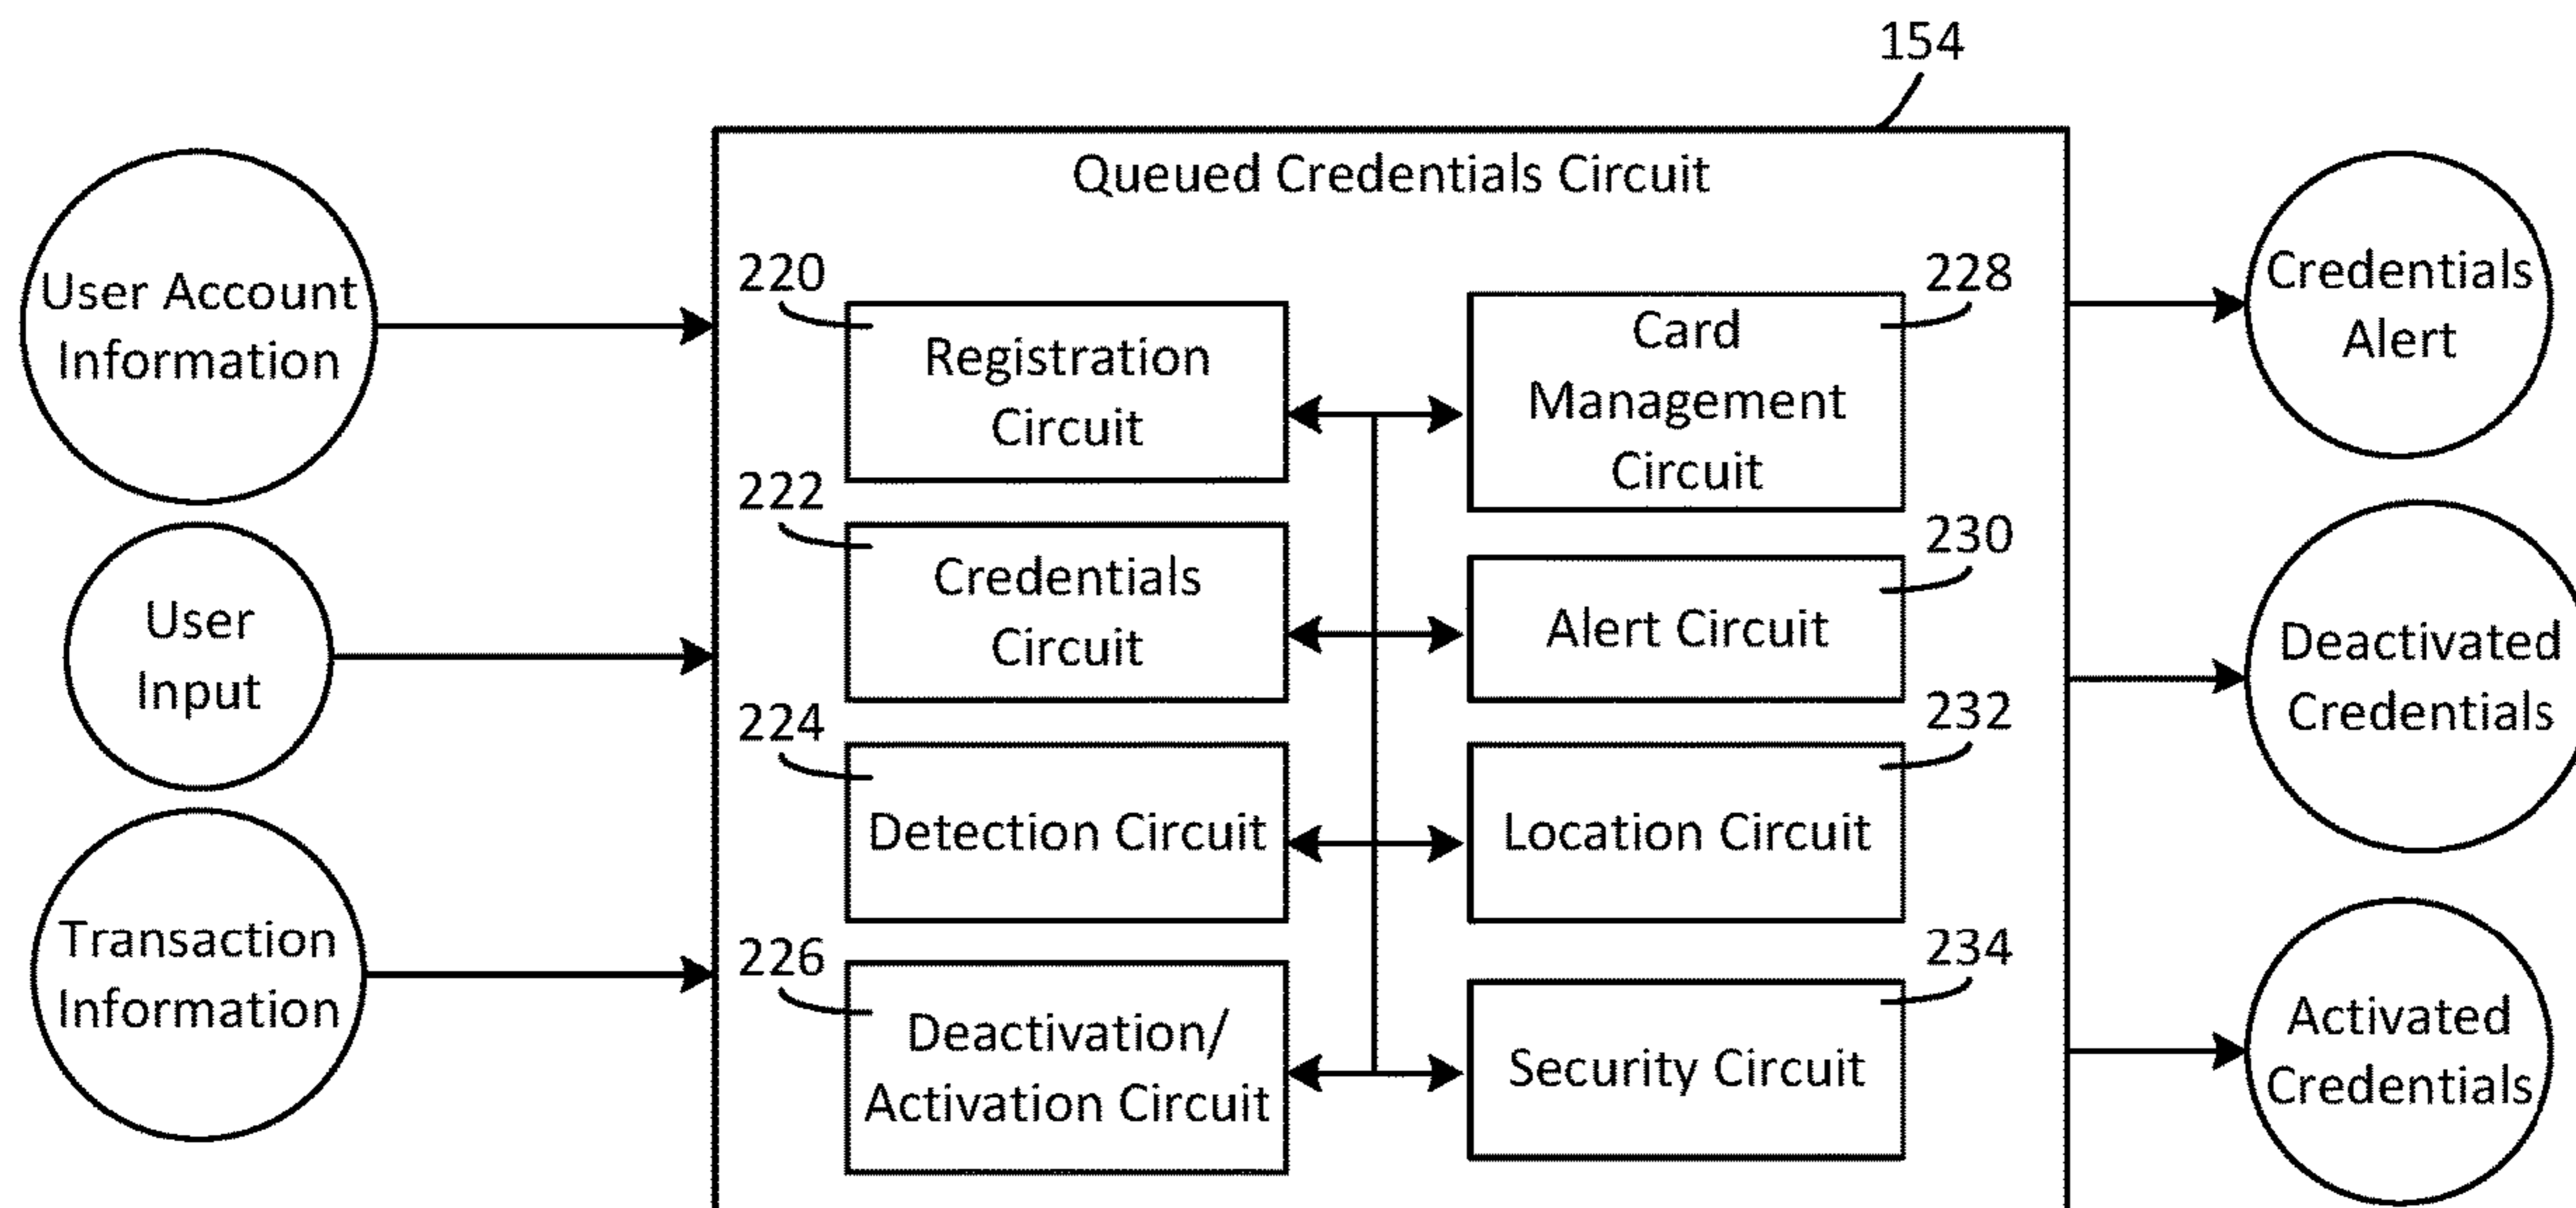 154
Queued Credentials Circuit
User Account
Information
User
Input
Transaction
Information
220
Registration
Circuit
222
Credentials
Circuit
224
Detection Circuit
226
Deactivation/
Activation Circuit
228
Card
Management
Circuit
230
Alert Circuit
232
Location Circuit
234
Security Circuit
Credentials
Alert
Deactivated
Credentials
Activated
Credentials